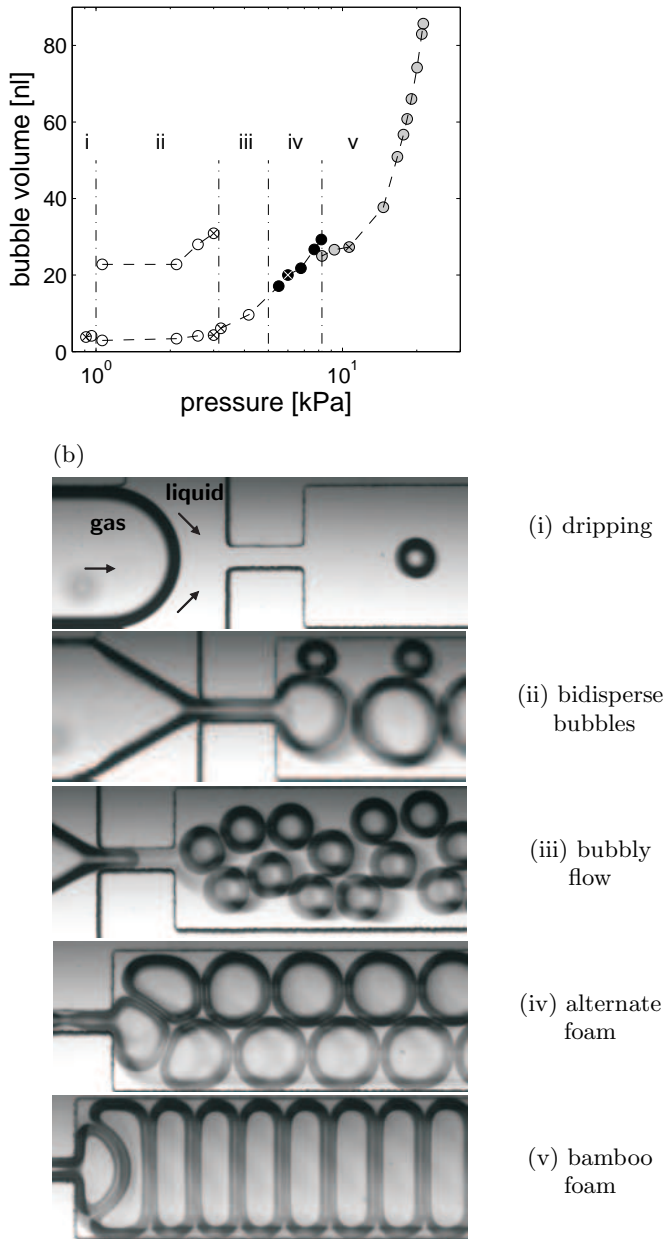 80
60
40
20
0
bubble volume [nl]
i
ii
iii
iv
v
10⁰
10¹
pressure [kPa]
(b)
gas
liquid
(i) dripping
(ii) bidisperse
bubbles
(iii) bubbly
flow
(iv) alternate
foam
(v) bamboo
foam